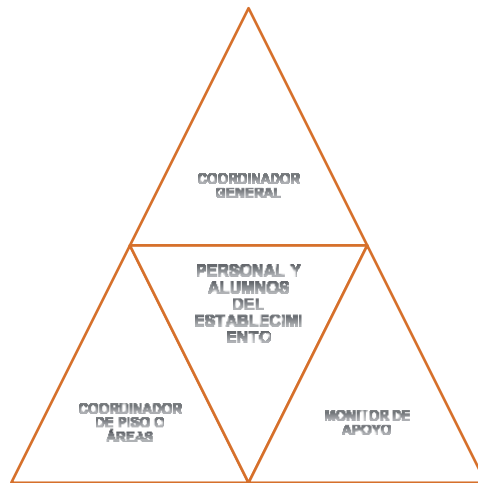 COORDINADOR
GENERAL
PERSONAL Y
ALUMNOS
DEL
ESTABLECIMI
ENTO
COORDINADOR
DE PISO O
ÁREAS
MONITOR DE
APOYO